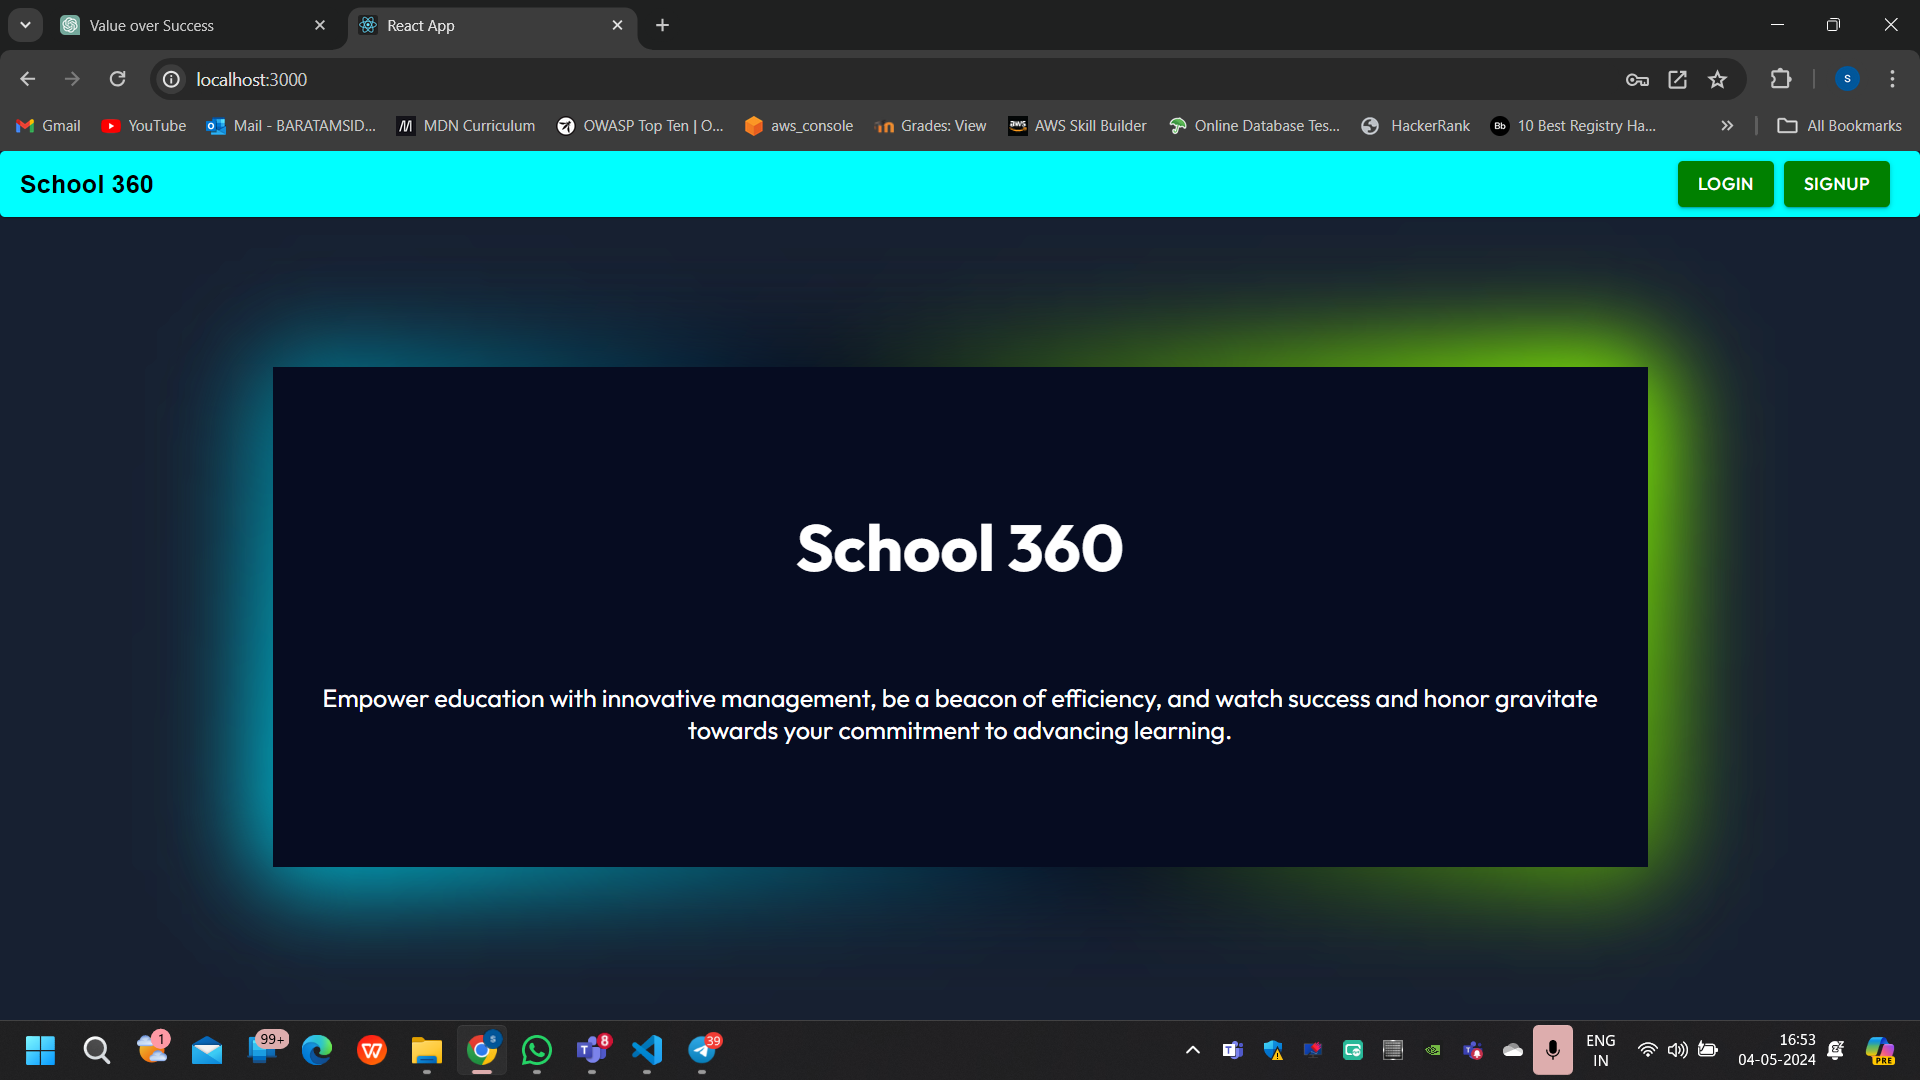 Value over Success
React App
localhost:3000
S
Gmail
YouTube
Mail - BARATAMSID...
MDN Curriculum
OWASP Top Ten | O...
aws_console
Grades: View
AWS Skill Builder
Online Database Tes...
HackerRank
Bb 10 Best Registry Ha...
All Bookmarks
School 360
LOGIN
SIGNUP
School 360
Empower education with innovative management, be a beacon of efficiency, and watch success and honor gravitate
towards your commitment to advancing learning.
1
99+
W
S
8
39
ENG
IN
16:53
04-05-2024
PRE